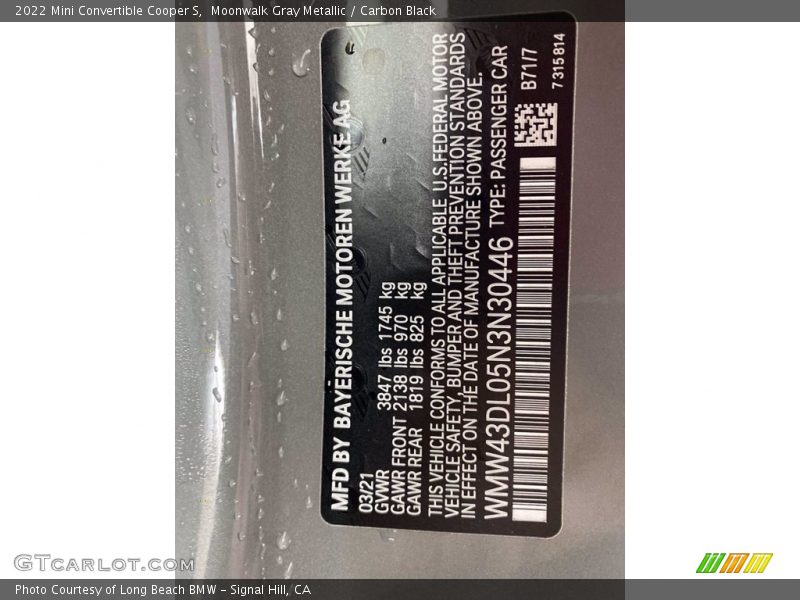 2022 Mini Convertible Cooper S,  Moonwalk Gray Metallic / Carbon Black
MFD BY BAYERISCHE MOTOREN WERKE AG
03/21
GVWR 3847 lbs 1745 kg
GAWR FRONT 2138 lbs 970 kg
GAWR REAR 1819 lbs 825 kg
THIS VEHICLE CONFORMS TO ALL APPLICABLE U.S.FEDERAL MOTOR
VEHICLE SAFETY, BUMPER AND THEFT PREVENTION STANDARDS
IN EFFECT ON THE DATE OF MANUFACTURE SHOWN ABOVE.
WMW43DL05N3N30446 TYPE: PASSENGER CAR
B71/7
7315814
GTcarlot.com
Photo Courtesy of Long Beach BMW – Signal Hill, CA